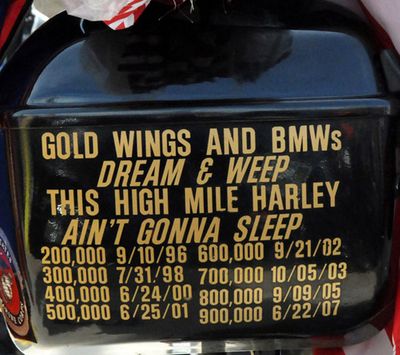 GOLD WINGS AND BMWs
DREAM & WEEP
THIS HIGH MILE HARLEY
AIN'T GONNA SLEEP
200,000 9/10/96 600,000 9/21/02
300,000 7/31/98 700,000 10/05/03
400,000 6/24/00 800,000 9/09/05
500,000 6/25/01 900,000 6/22/07